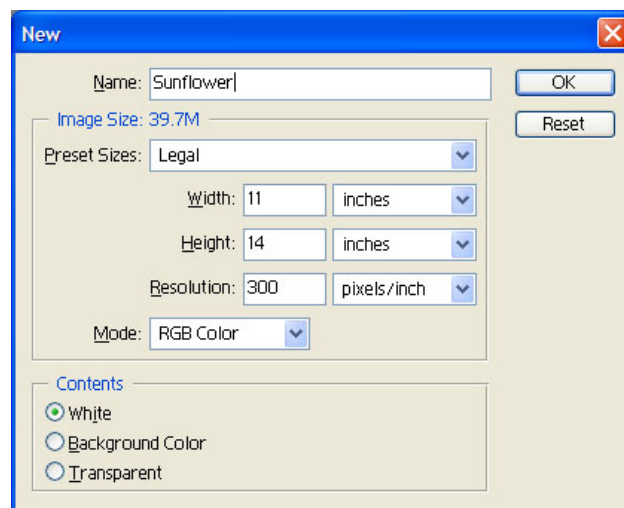 New
Name: Sunflower
OK
Image Size: 39.7M
Reset
Preset Sizes: Legal
Width: 11 inches
Height: 14 inches
Resolution: 300 pixels/inch
Mode: RGB Color
Contents
White
Background Color
Transparent